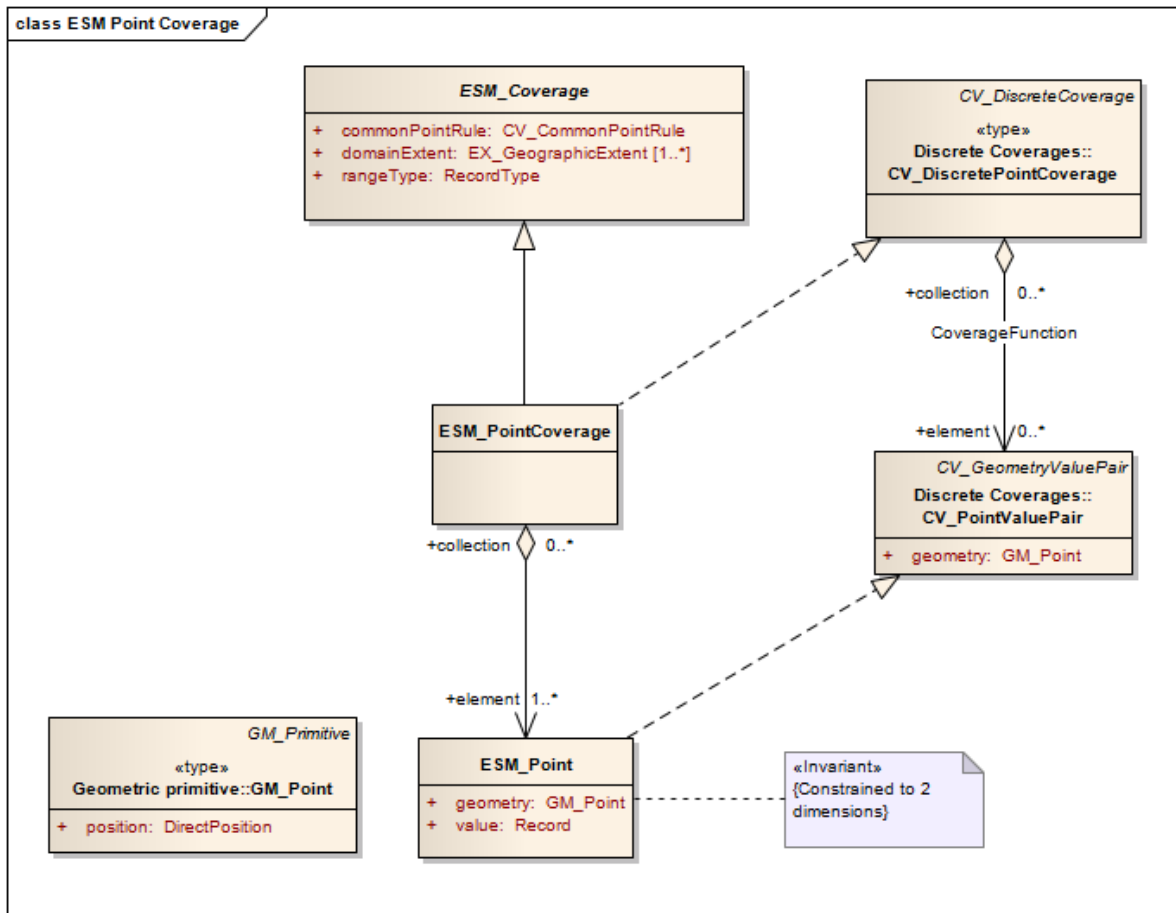 class ESM Point Coverage
ESM_Coverage
+ commonPointRule: CV_CommonPointRule
+ domainExtent: EX_GeographicExtent [1..*]
+ rangeType: RecordType
CV_DiscreteCoverage
«type»
Discrete Coverages::
CV_DiscretePointCoverage
+collection 0..*
CoverageFunction
+element 0..*
ESM_PointCoverage
+collection 0..*
CV_GeometryValuePair
Discrete Coverages::
CV_PointValuePair
+ geometry: GM_Point
+element 1..*
GM_Primitive
«type»
Geometric primitive::GM_Point
+ position: DirectPosition
ESM_Point
+ geometry: GM_Point
+ value: Record
«Invariant»
{Constrained to 2
dimensions}